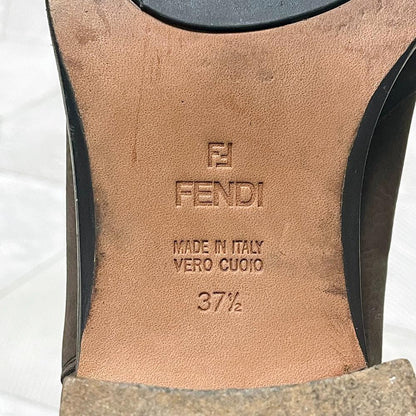 FF
FENDI
MADE IN ITALY
VERO CUOIO
37½